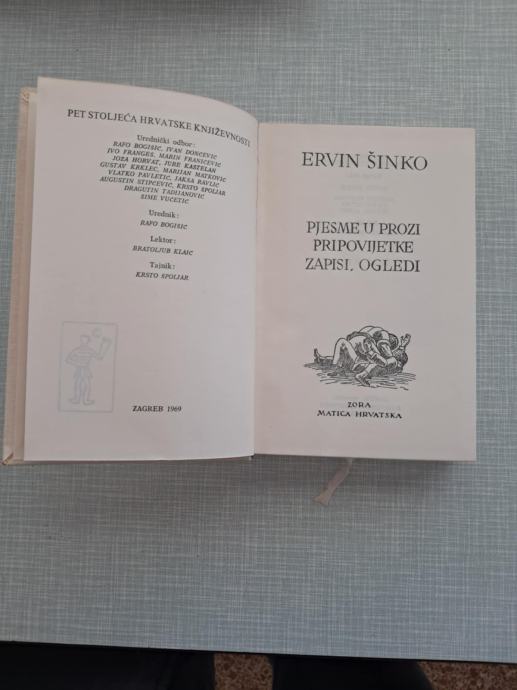 PET STOLJEĆA HRVATSKE KNJIŽEVNOSTI
Urednički odbor:
RAFO BOGIŠIĆ, IVAN DONČEVIĆ,
IVO FRANGEŠ, MARIN FRANIČEVIĆ,
JOŽA HORVAT, JURE KAŠTELAN,
GUSTAV KRKLEC, MARIJAN MATKOVIĆ,
VLATKO PAVLETIĆ, JAKŠA RAVLIĆ,
AUGUSTIN STIPČEVIĆ, KRSTO ŠPOLJAR,
DRAGUTIN TADIJANOVIĆ,
ŠIME VUČETIĆ
Urednik:
RAFO BOGIŠIĆ
Lektor:
BRATOLJUB KLAIĆ
Tajnik:
KRSTO ŠPOLJAR
ZAGREB 1969
ERVIN ŠINKO
PJESME U PROZI
PRIPOVIJETKE
ZAPISI, OGLEDI
ZORA
MATICA HRVATSKA